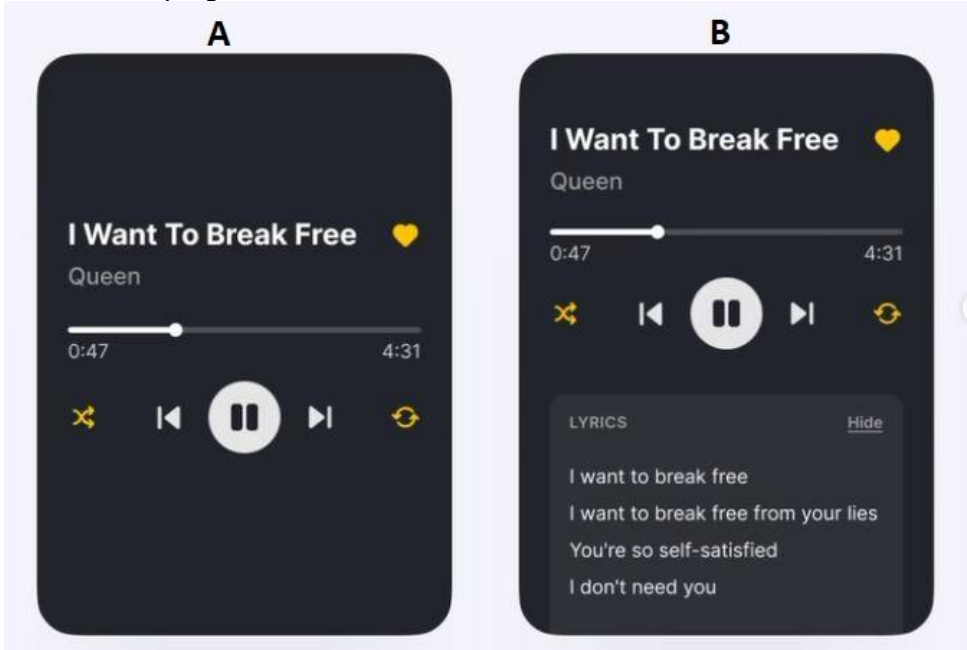 A
I Want To Break Free
Queen
0:47 4:31
B
I Want To Break Free
Queen
0:47 4:31
LYRICS Hide
I want to break free
I want to break free from your lies
You're so self-satisfied
I don't need you